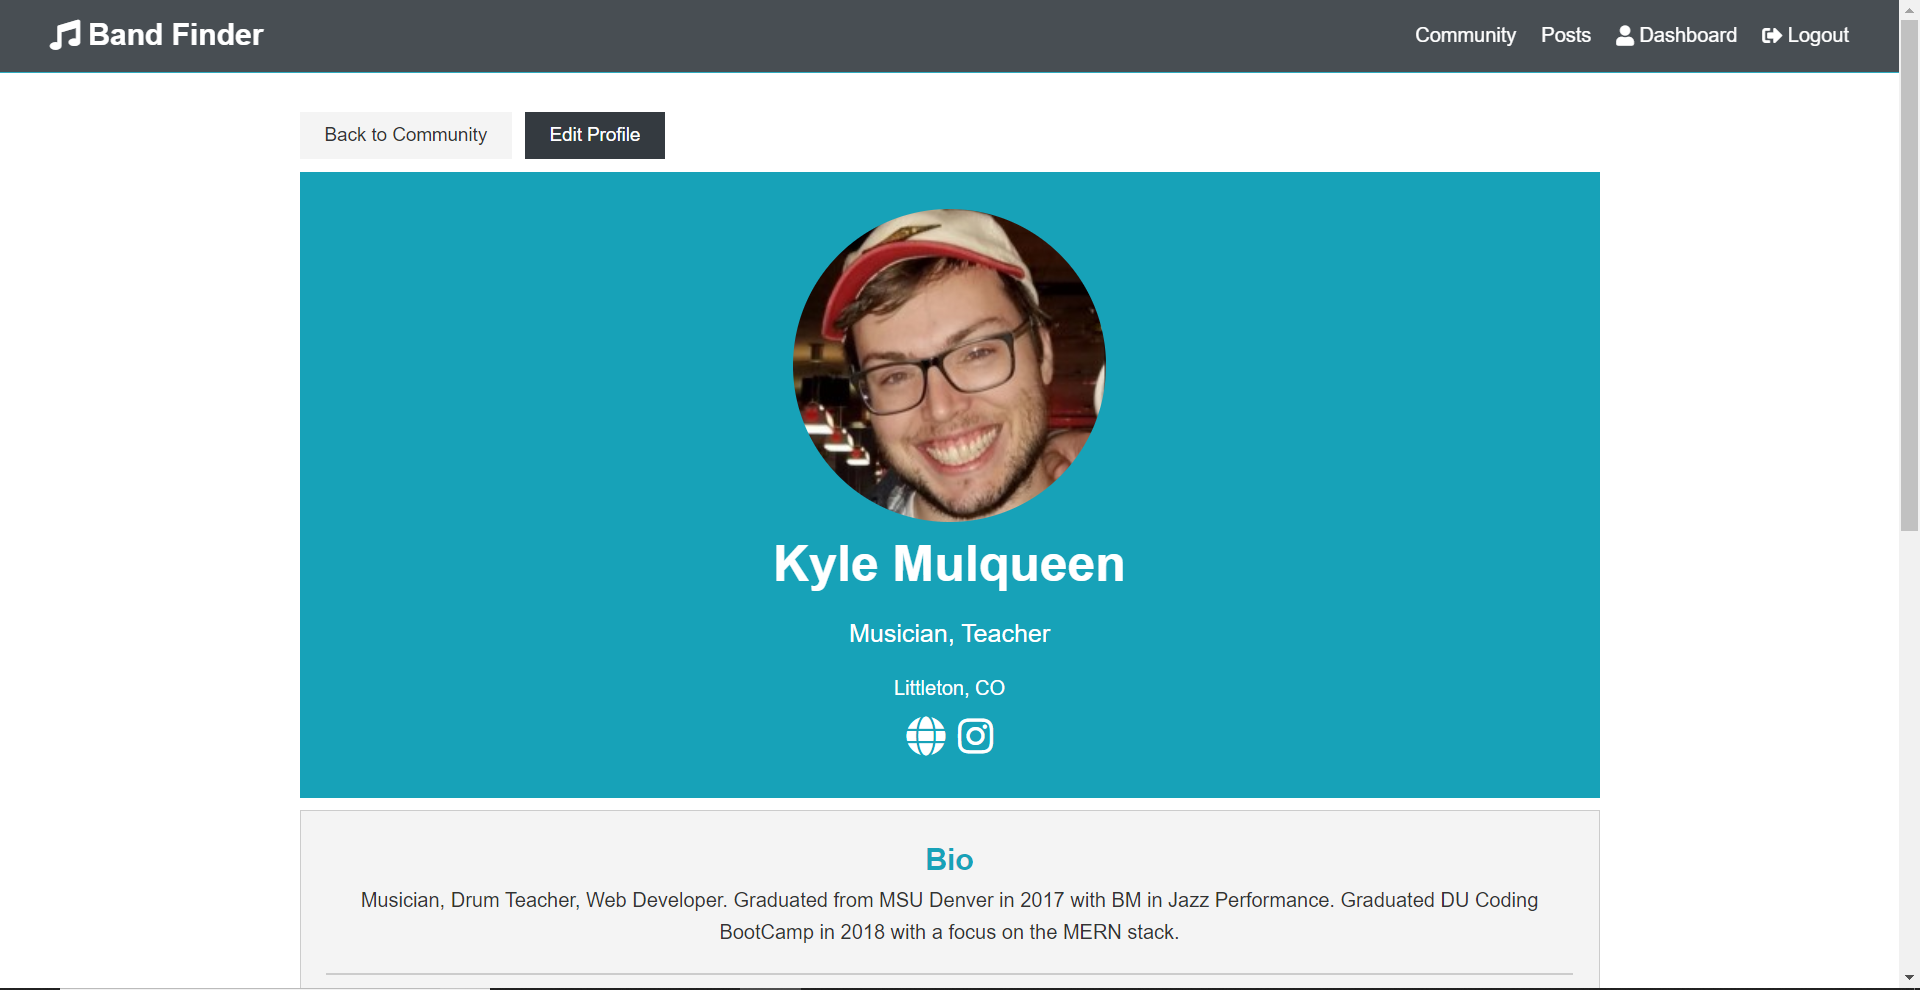 Band Finder
Community Posts Dashboard Logout
Back to Community Edit Profile
Kyle Mulqueen
Musician, Teacher
Littleton, CO
Bio
Musician, Drum Teacher, Web Developer. Graduated from MSU Denver in 2017 with BM in Jazz Performance. Graduated DU Coding
BootCamp in 2018 with a focus on the MERN stack.